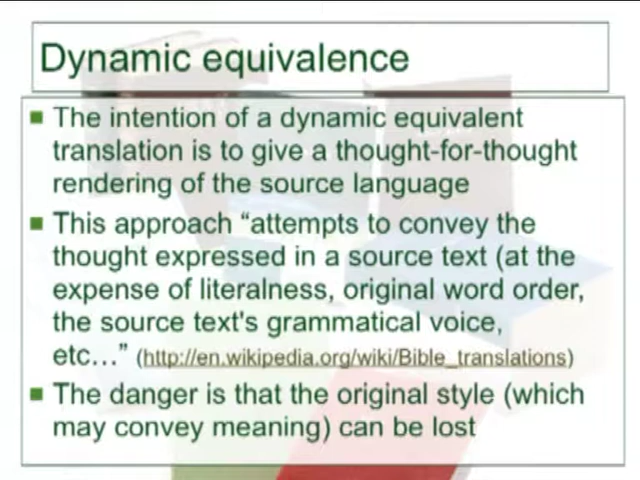 Dynamic equivalence
The intention of a dynamic equivalent
translation is to give a thought-for-thought
rendering of the source language
This approach “attempts to convey the
thought expressed in a source text (at the
expense of literalness, original word order,
the source text's grammatical voice,
etc…” (http://en.wikipedia.org/wiki/Bible_translations)
The danger is that the original style (which
may convey meaning) can be lost